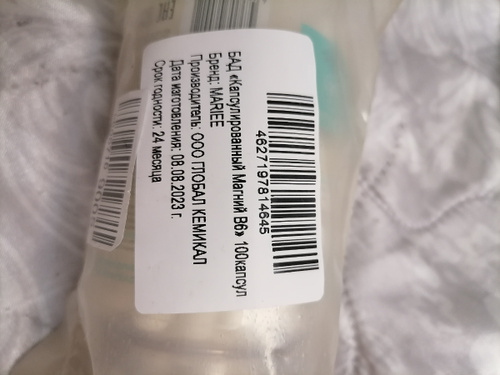 4627197814645
БАД «Капсулированный Магний В6» 100капсул
Бренд: MARIEE
Производитель: ООО ГЛОБАЛ КЕМИКАЛ
Дата изготовления: 08.08.2023 г.
Срок годности: 24 месяца